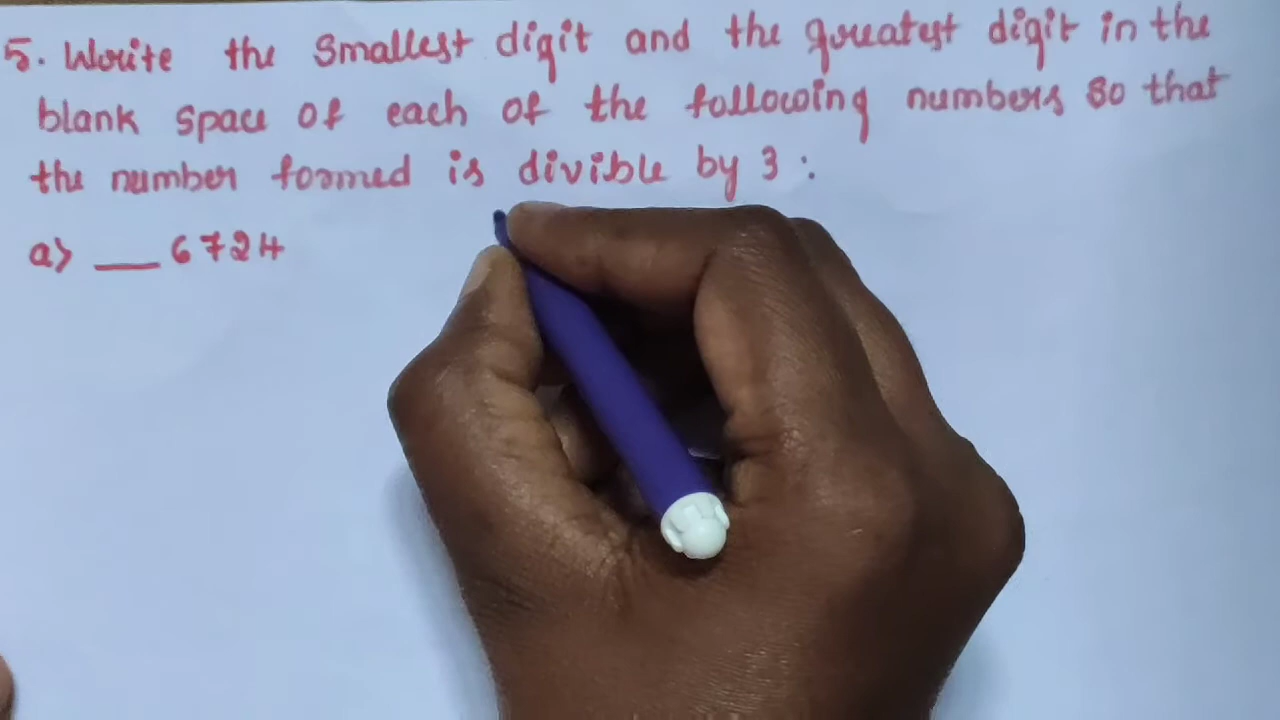 5. Write the Smallest digit and the greatest digit in the
blank space of each of the following numbers so that
the number formed is divible by 3 :
a) __ 6724